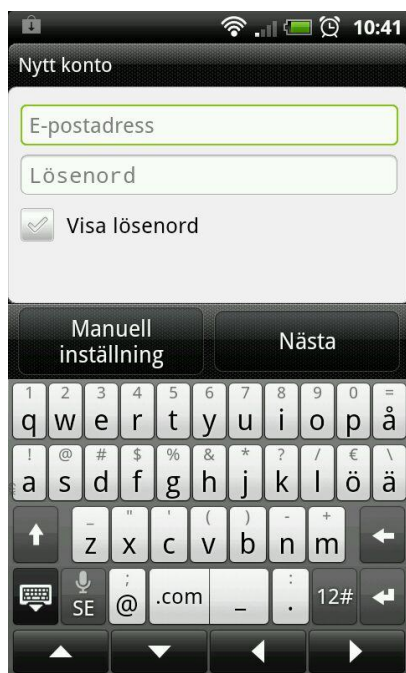 10:41
Nytt konto
E-postadress
Lösenord
Visa lösenord
Manuell
inställning
Nästa
1 2 3 4 5 6 7 8 9 0 =
q w e r t y u i o p å
! @ # $ % & * ? / € \
a s d f g h j k l ö ä
_ " ' ( ) - +
z x c v b n m
; :
SE @ .com _ . 12#